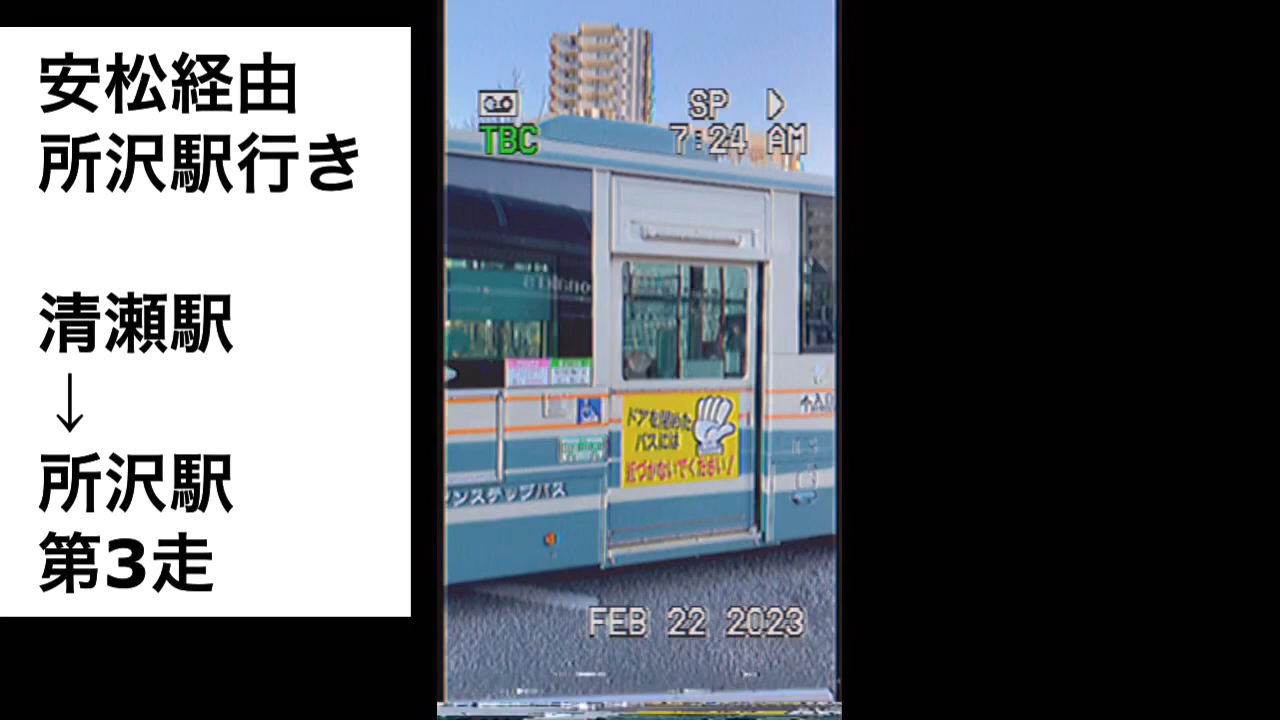 安松経由
所沢駅行き
清瀬駅
↓
所沢駅
第3走
SP
TBC
7:24 AM
ドアを閉めた
バスには
近づかないでください!
ンステップバス
FEB 22 2023